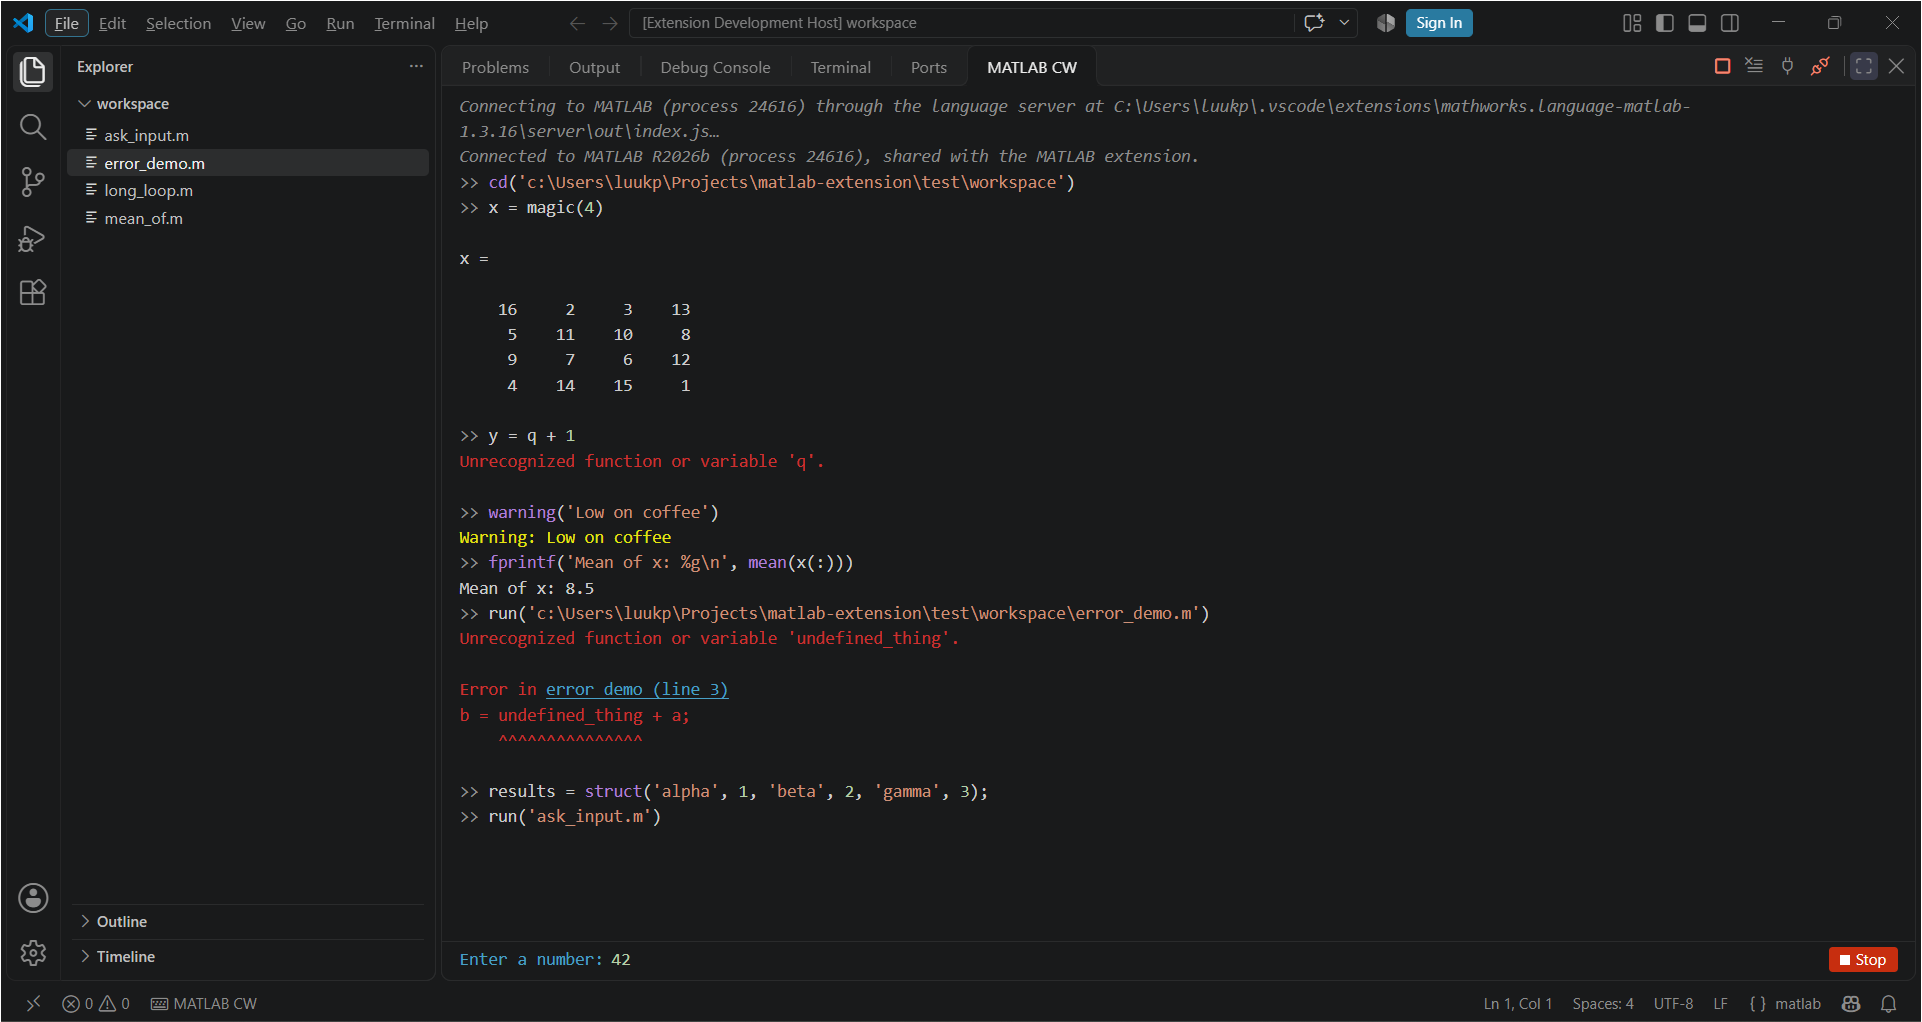 File Edit Selection View Go Run Terminal Help
[Extension Development Host] workspace
Sign In
Explorer
workspace
ask_input.m
error_demo.m
long_loop.m
mean_of.m
Outline
Timeline
Problems Output Debug Console Terminal Ports MATLAB CW
Connecting to MATLAB (process 24616) through the language server at C:\Users\luukp\.vscode\extensions\mathworks.language-matlab-
1.3.16\server\out\index.js…
Connected to MATLAB R2026b (process 24616), shared with the MATLAB extension.
>> cd('c:\Users\luukp\Projects\matlab-extension\test\workspace')
>> x = magic(4)
x =
16 2 3 13
5 11 10 8
9 7 6 12
4 14 15 1
>> y = q + 1
Unrecognized function or variable 'q'.
>> warning('Low on coffee')
Warning: Low on coffee
>> fprintf('Mean of x: %g\n', mean(x(:)))
Mean of x: 8.5
>> run('c:\Users\luukp\Projects\matlab-extension\test\workspace\error_demo.m')
Unrecognized function or variable 'undefined_thing'.
Error in error_demo (line 3)
b = undefined_thing + a;
^^^^^^^^^^^^^^^
>> results = struct('alpha', 1, 'beta', 2, 'gamma', 3);
>> run('ask_input.m')
Enter a number: 42
Stop
0 0 MATLAB CW
Ln 1, Col 1 Spaces: 4 UTF-8 LF { } matlab